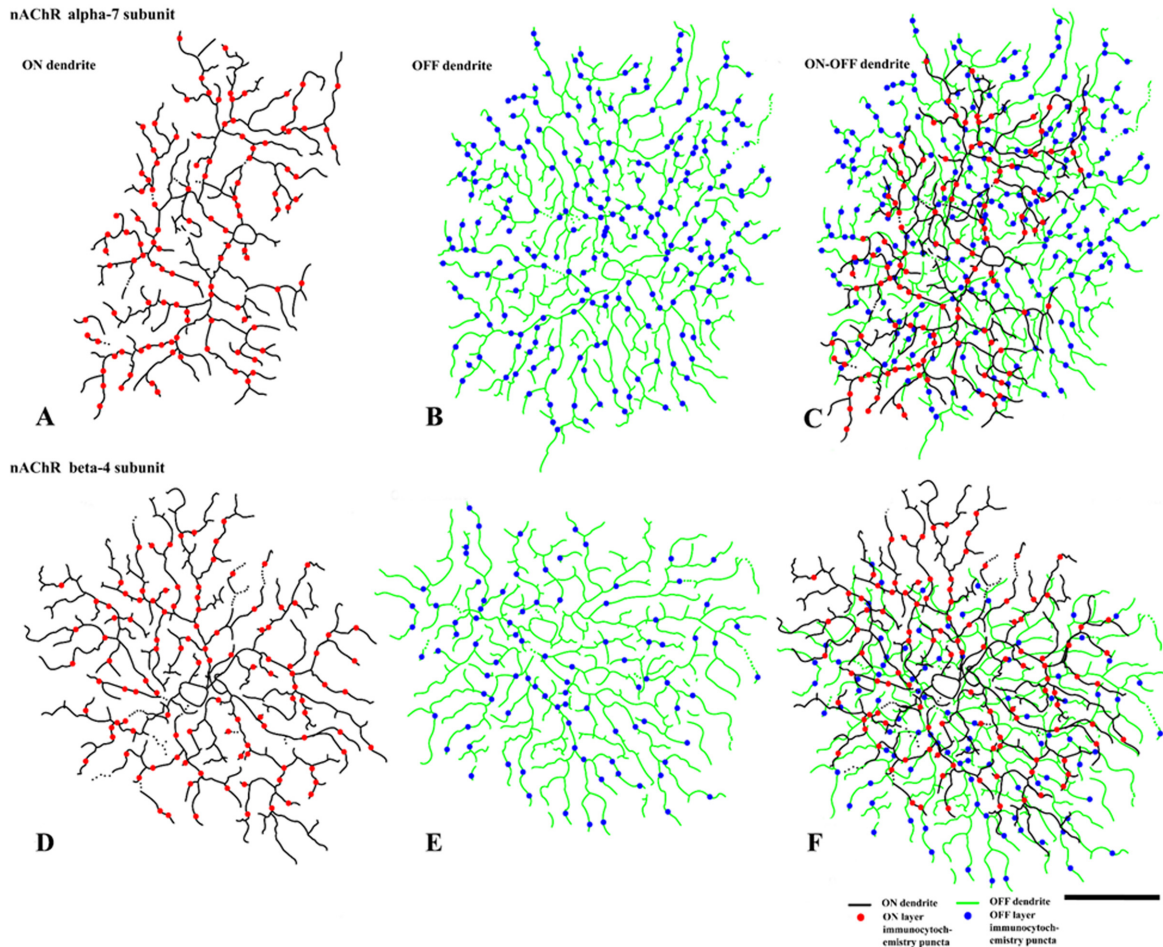 nAChR alpha-7 subunit
ON dendrite
OFF dendrite
ON-OFF dendrite
A
B
C
nAChR beta-4 subunit
D
E
F
ON dendrite
ON layer
immunocytoch-
emistry puncta
OFF dendrite
OFF layer
immunocytoch-
emistry puncta